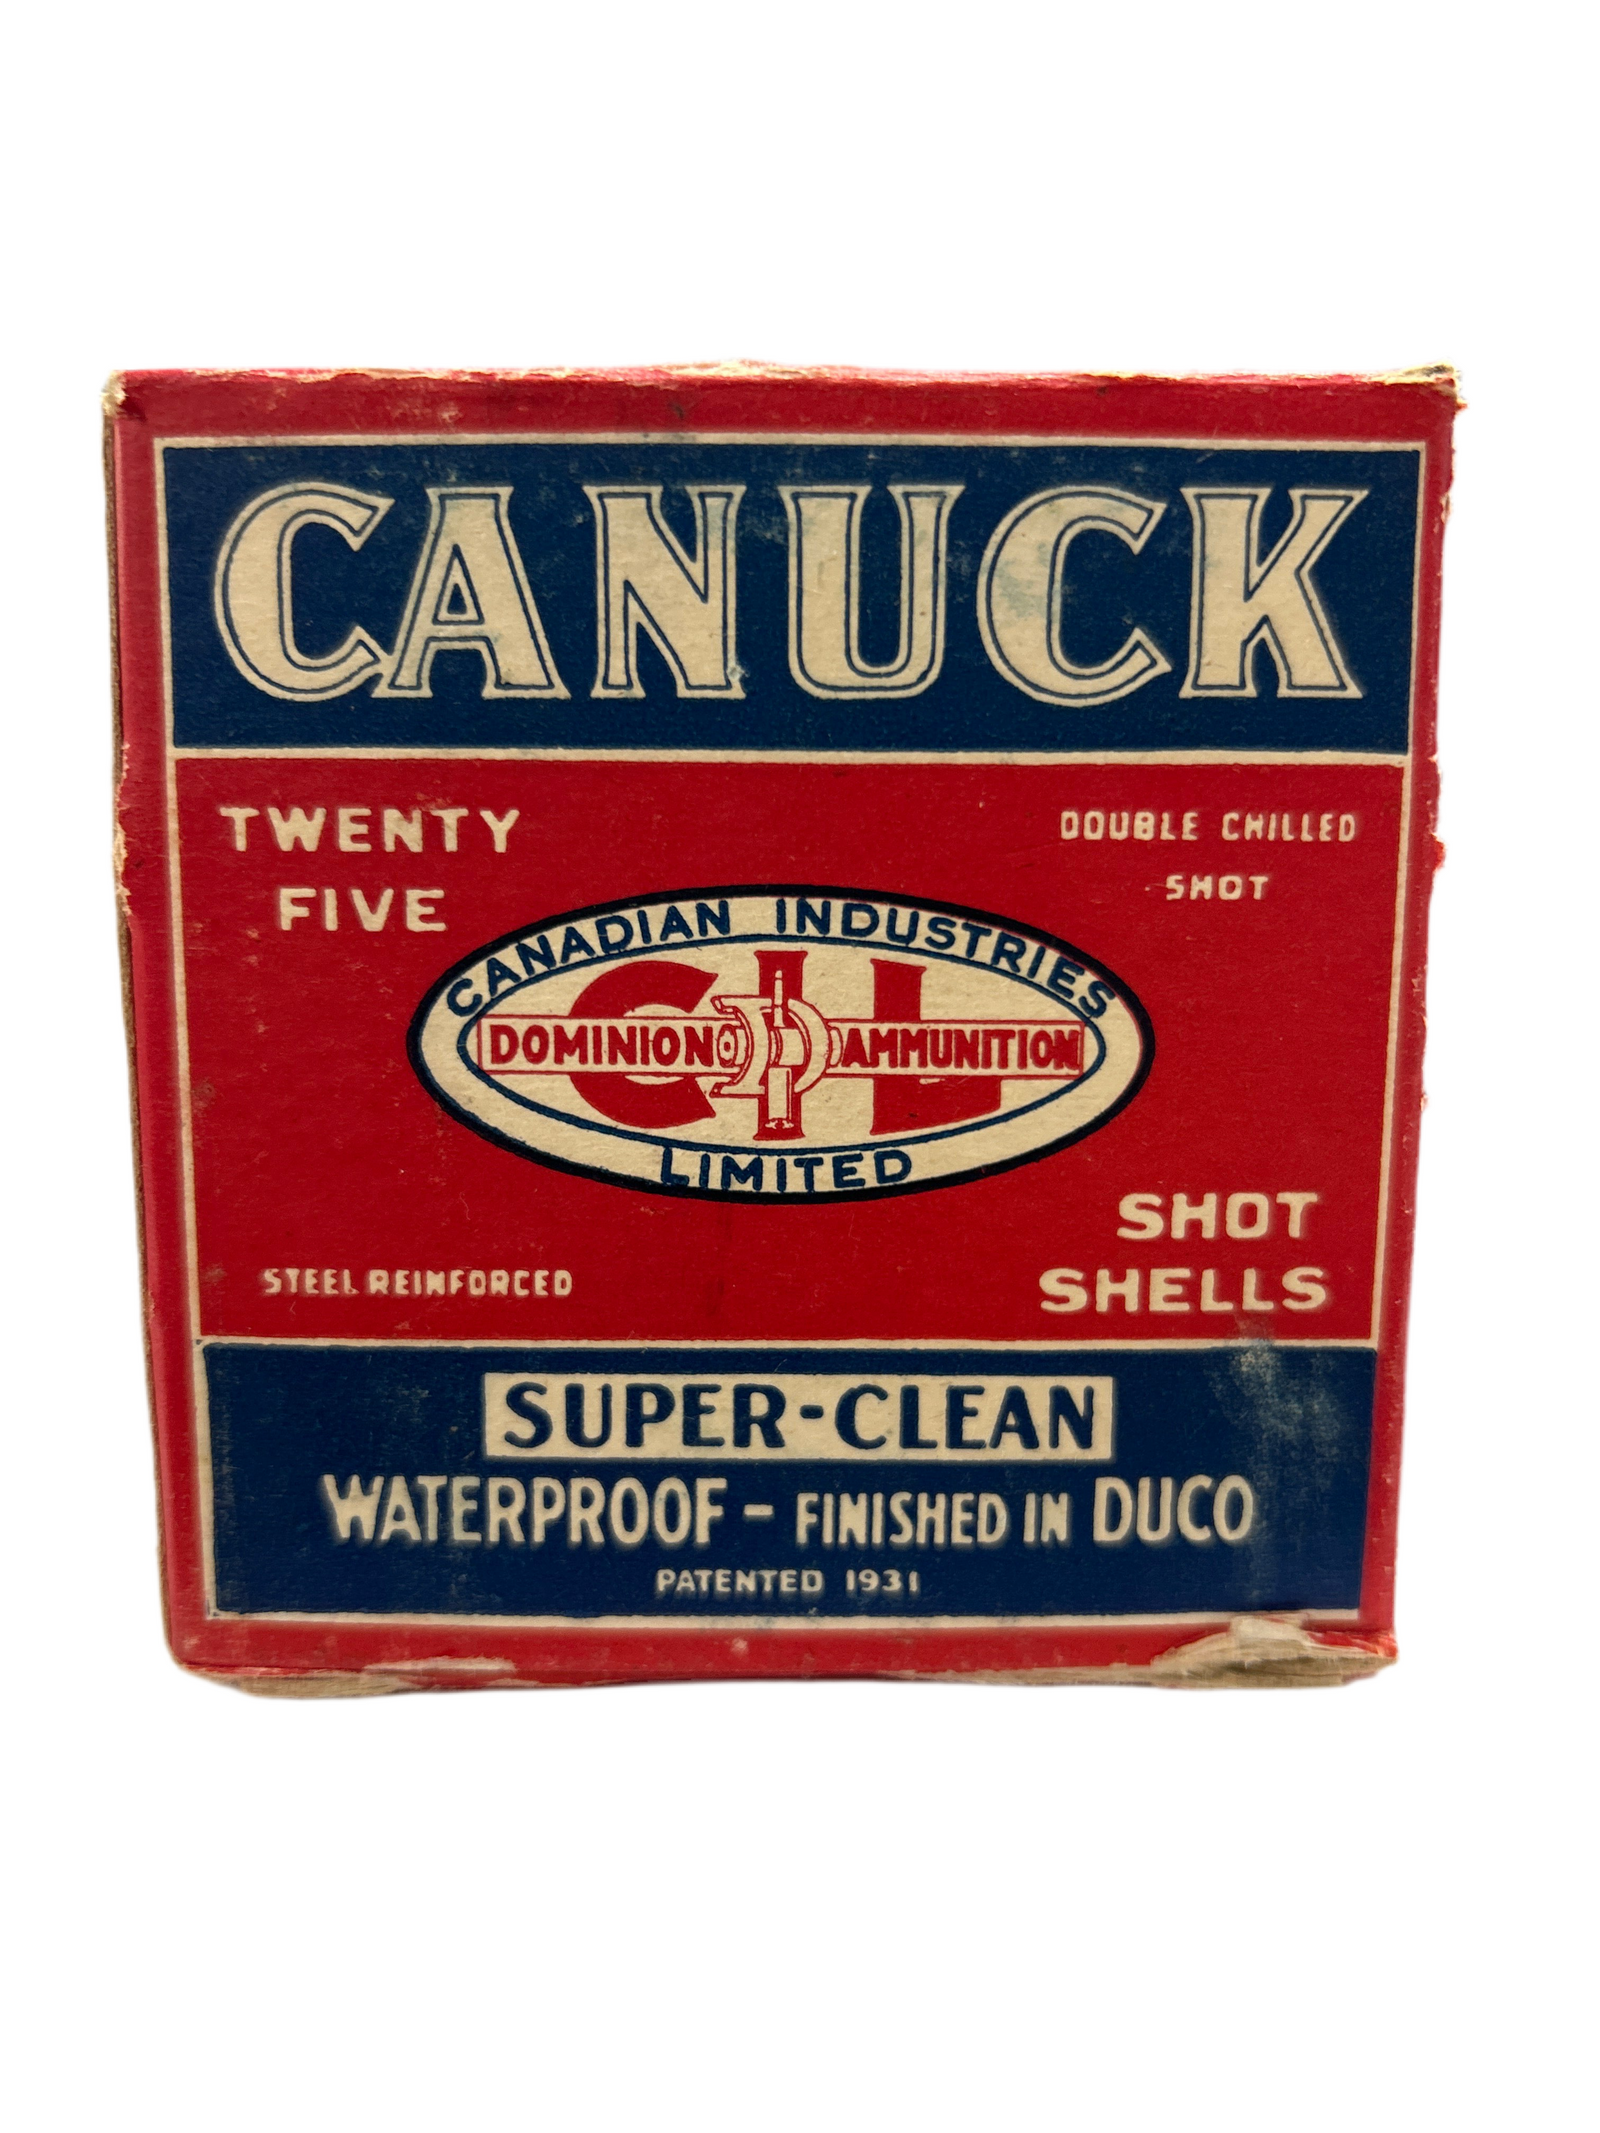 CANUCK
TWENTY
FIVE
DOUBLE CHILLED
SHOT
CANADIAN INDUSTRIES
CIL
DOMINION D AMMUNITION
LIMITED
STEEL REINFORCED
SHOT
SHELLS
SUPER-CLEAN
WATERPROOF - FINISHED IN DUCO
PATENTED 1931